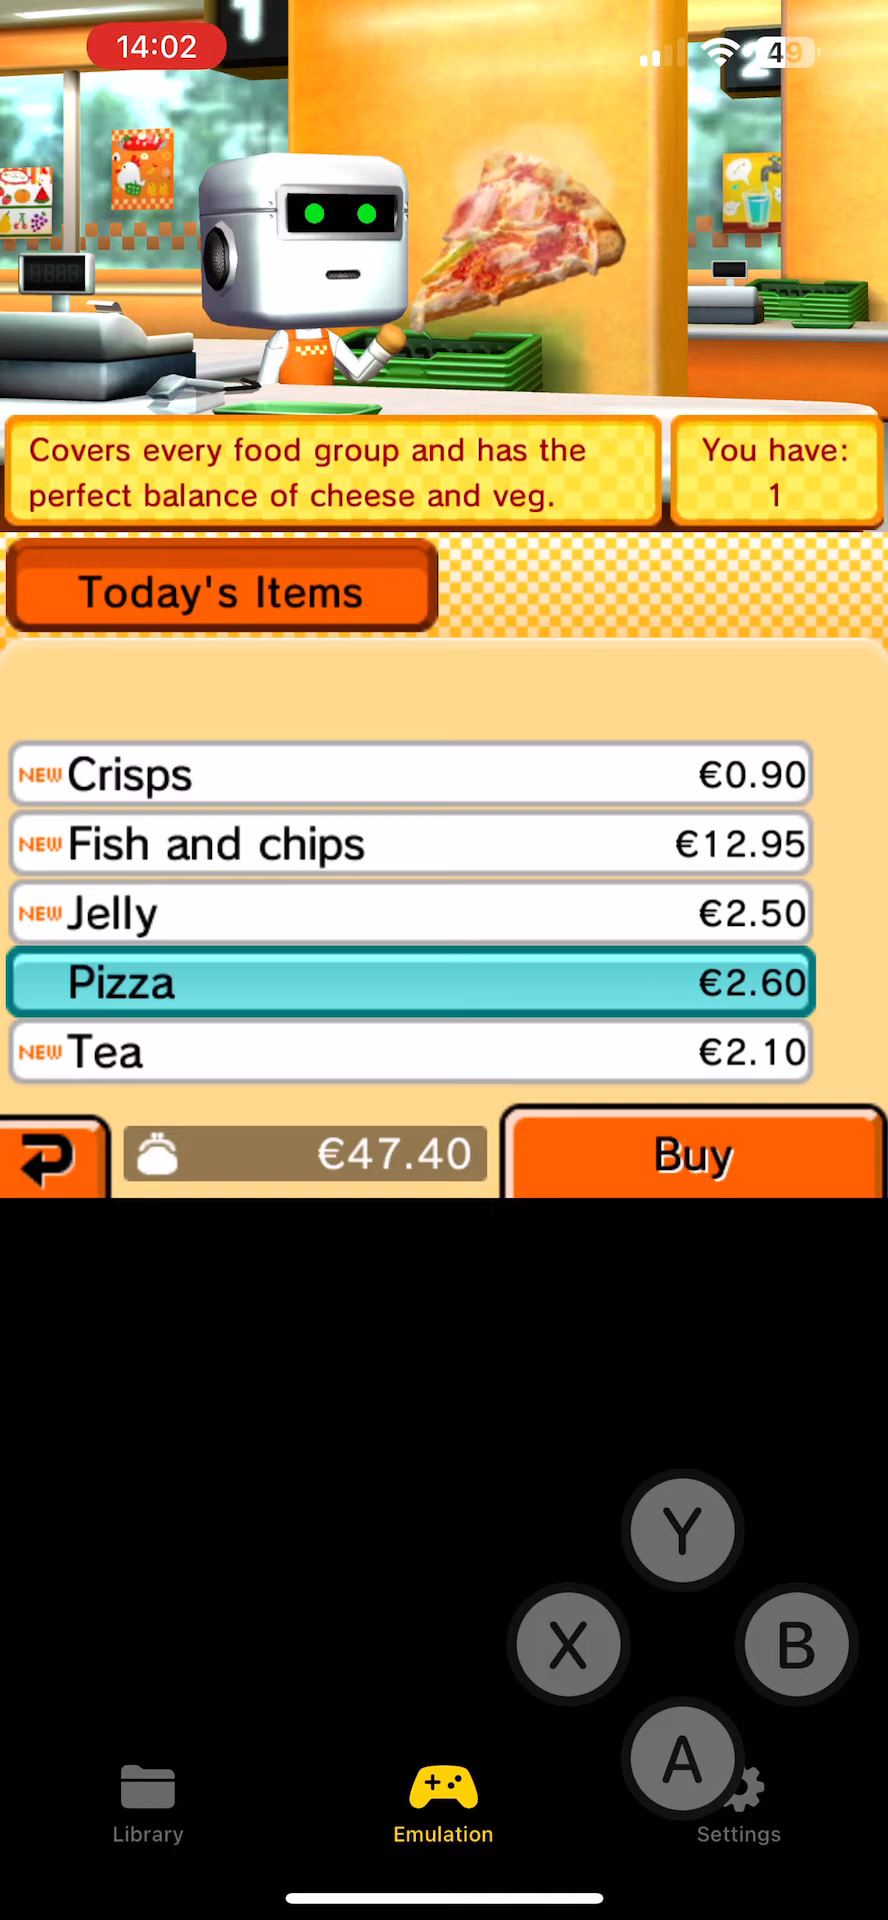 1
14:02
2
49
Covers every food group and has the
perfect balance of cheese and veg.
You have:
1
Today's Items
NEW Crisps €0.90
NEW Fish and chips €12.95
NEW Jelly €2.50
Pizza €2.60
NEW Tea €2.10
€47.40
Buy
Y
X
B
A
Library
Emulation
Settings